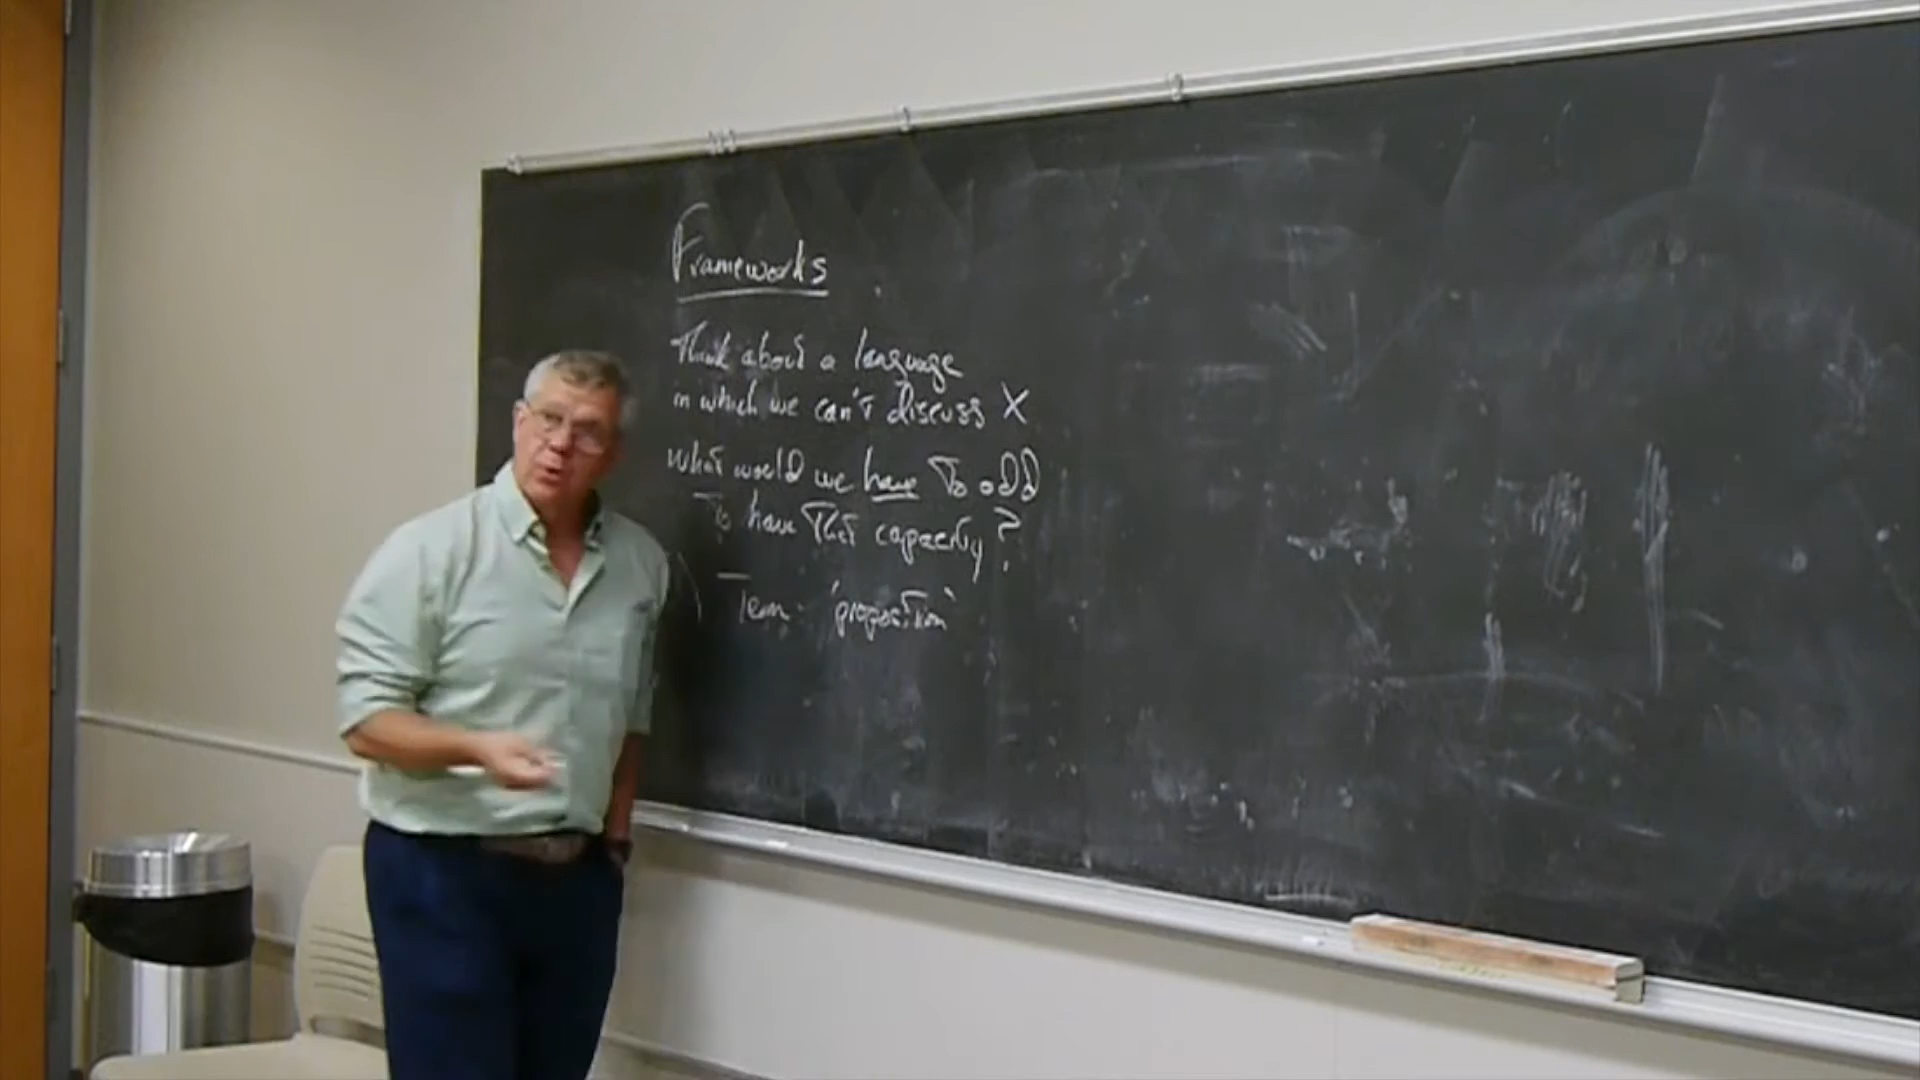 Frameworks
Think about a language
in which we can't discuss X
What would we have to add
to have that capacity?
Term: 'proposition'